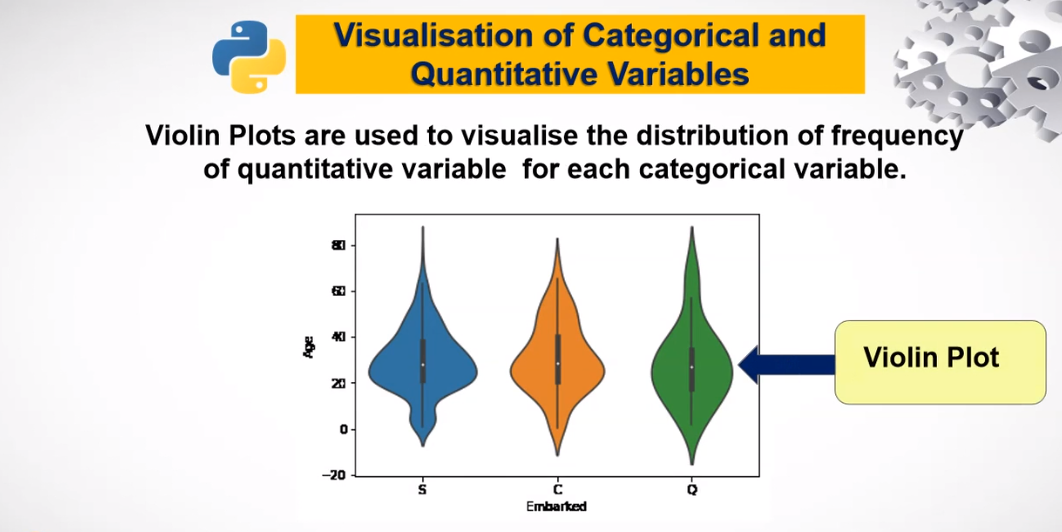 Visualisation of Categorical and
Quantitative Variables
Violin Plots are used to visualise the distribution of frequency
of quantitative variable for each categorical variable.
80
60
40
20
0
-20
Age
S C Q
Embarked
Violin Plot